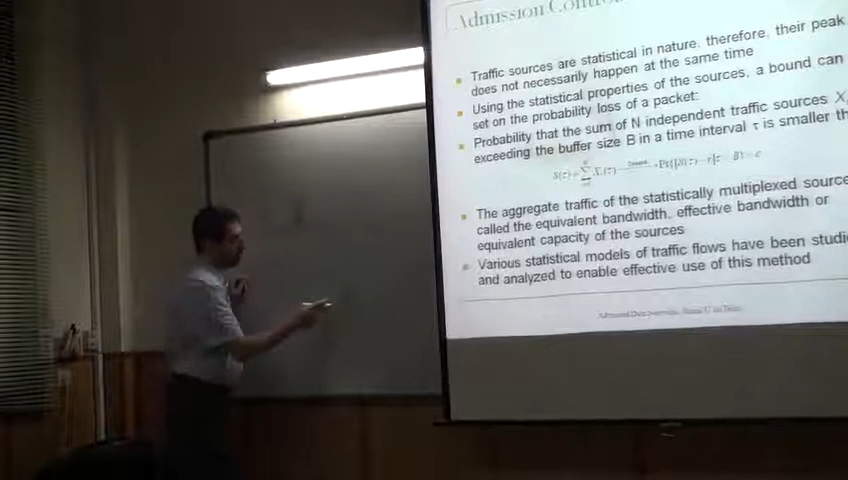 Admission Contro
Traffic sources are statistical in nature, therefore, their peak
does not necessarily happen at the same time
Using the statistical properties of the sources, a bound can
set on the probability loss of a packet:
Probability that the sum of N independent traffic sources X
exceeding the buffer size B in a time interval τ is smaller th
The aggregate traffic of the statistically multiplexed source
called the equivalent bandwidth, effective bandwidth or
equivalent capacity of the sources
Various statistical models of traffic flows have been studi
and analyzed to enable effective use of this method